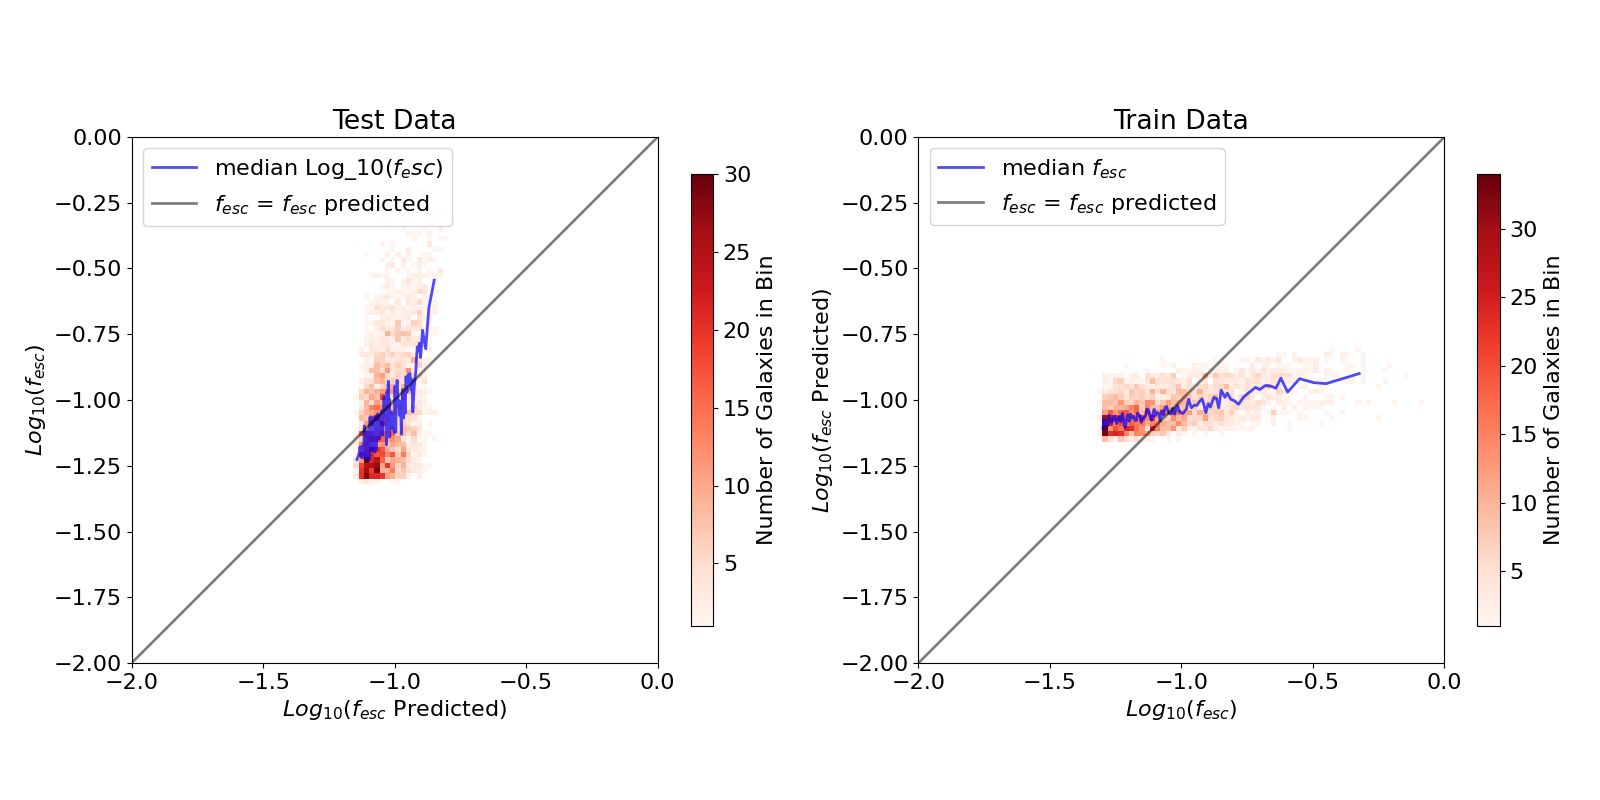 Test Data
median Log_10(fesc)
fesc = fesc predicted
0.00
−0.25
−0.50
−0.75
−1.00
−1.25
−1.50
−1.75
−2.00
Log10(fesc)
−2.0 −1.5 −1.0 −0.5 0.0
Log10(fesc Predicted)
30
25
20
15
10
5
Number of Galaxies in Bin
Train Data
median fesc
fesc = fesc predicted
0.00
−0.25
−0.50
−0.75
−1.00
−1.25
−1.50
−1.75
−2.00
Log10(fesc Predicted)
−2.0 −1.5 −1.0 −0.5 0.0
Log10(fesc)
30
25
20
15
10
5
Number of Galaxies in Bin